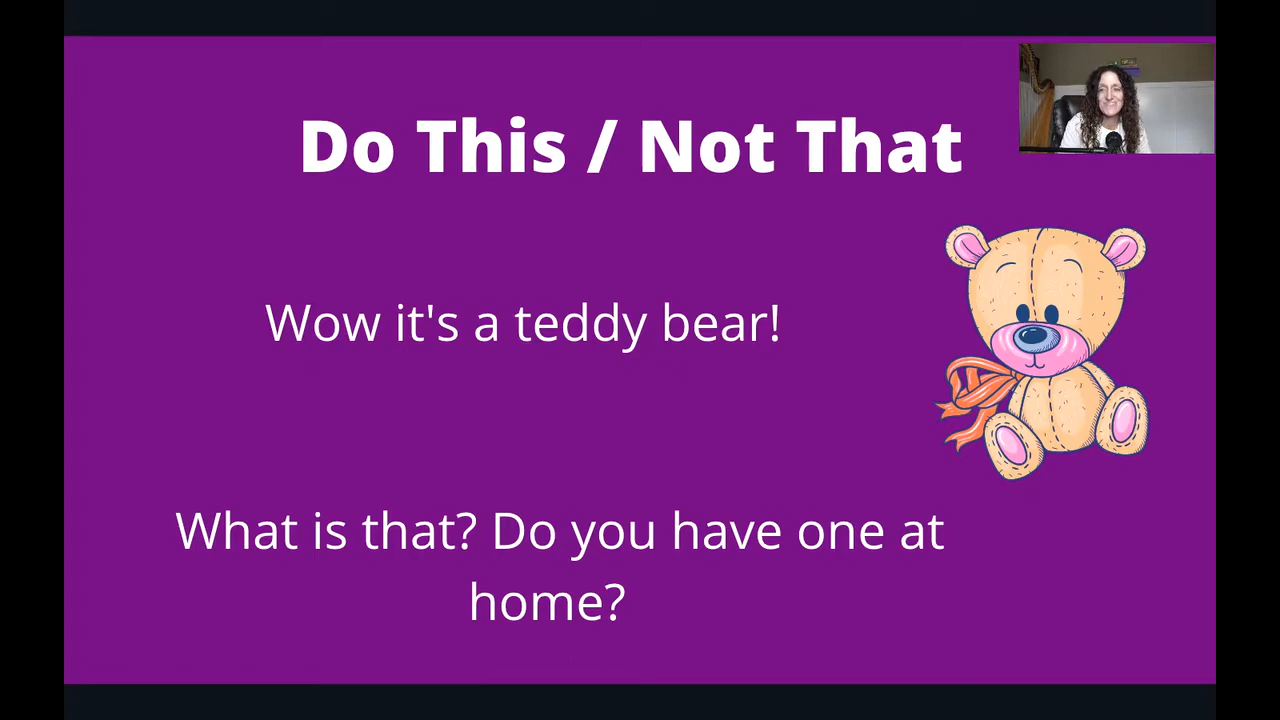 Do This / Not That
Wow it's a teddy bear!
What is that? Do you have one at
home?